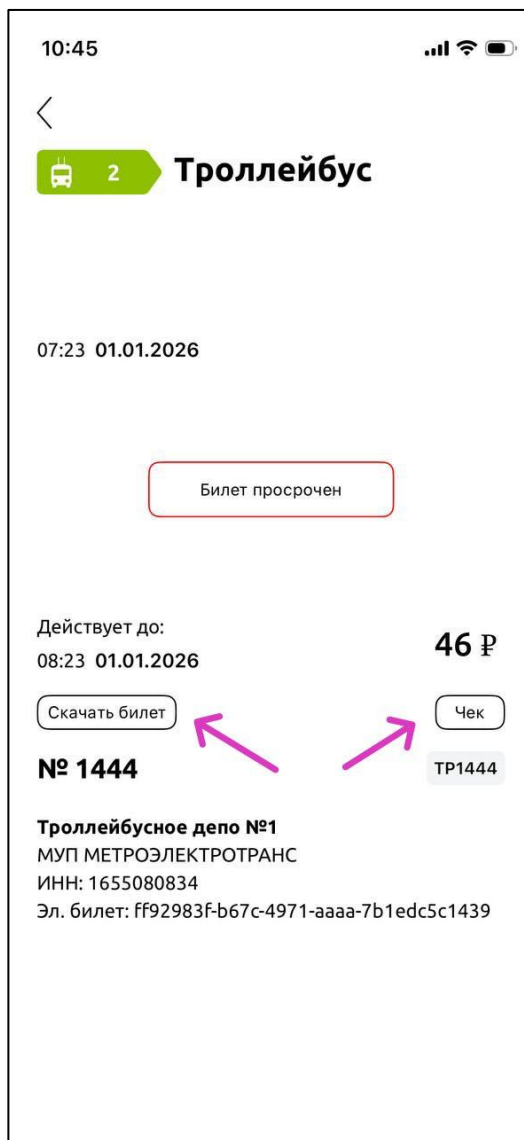 10:45
2 Троллейбус
07:23 01.01.2026
Билет просрочен
Действует до:
46 ₽
08:23 01.01.2026
Скачать билет Чек
№ 1444 ТР1444
Троллейбусное депо №1
МУП МЕТРОЭЛЕКТРОТРАНС
ИНН: 1655080834
Эл. билет: ff92983f-b67c-4971-aaaa-7b1edc5c1439